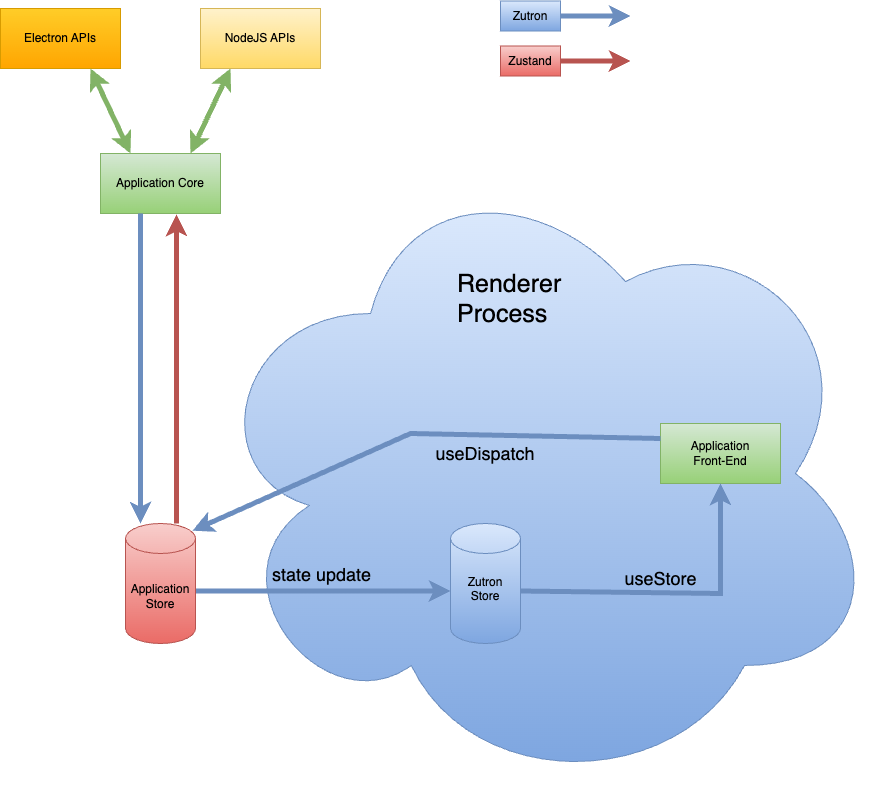 Electron APIs
NodeJS APIs
Zutron
Zustand
Application Core
Renderer
Process
Application
Front-End
useDispatch
state update
useStore
Application
Store
Zutron
Store